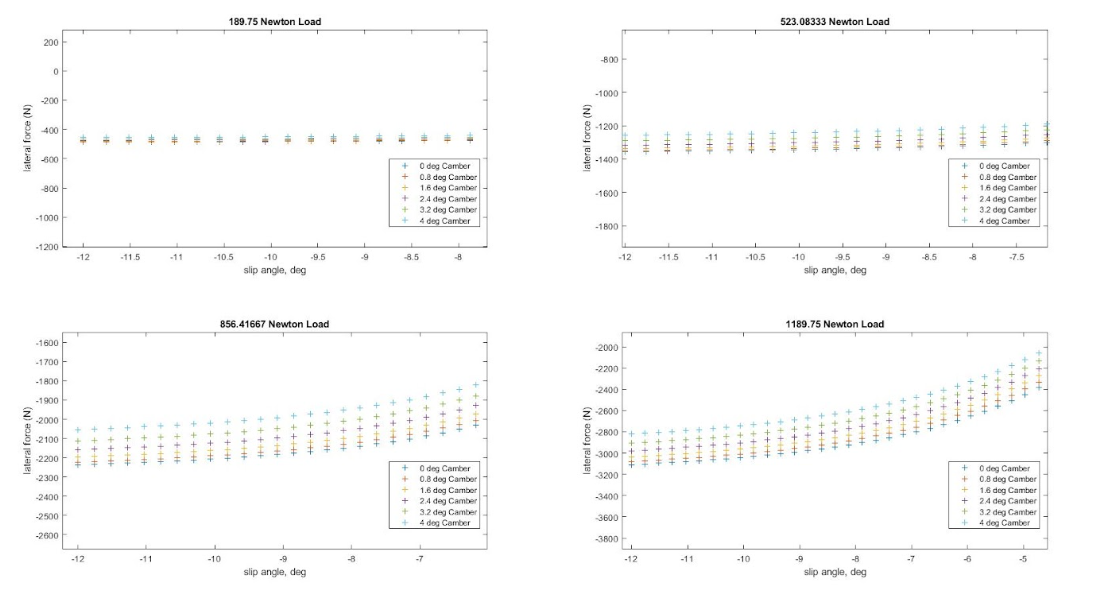 189.75 Newton Load
200
0
-200
-400
-600
-800
-1000
-1200
lateral force (N)
-12 -11.5 -11 -10.5 -10 -9.5 -9 -8.5 -8
slip angle, deg
0 deg Camber
0.8 deg Camber
1.6 deg Camber
2.4 deg Camber
3.2 deg Camber
4 deg Camber
523.08333 Newton Load
-800
-1000
-1200
-1400
-1600
-1800
lateral force (N)
-12 -11.5 -11 -10.5 -10 -9.5 -9 -8.5 -8 -7.5
slip angle, deg
0 deg Camber
0.8 deg Camber
1.6 deg Camber
2.4 deg Camber
3.2 deg Camber
4 deg Camber
856.41667 Newton Load
-1600
-1700
-1800
-1900
-2000
-2100
-2200
-2300
-2400
-2500
-2600
lateral force (N)
-12 -11 -10 -9 -8 -7
slip angle, deg
0 deg Camber
0.8 deg Camber
1.6 deg Camber
2.4 deg Camber
3.2 deg Camber
4 deg Camber
1189.75 Newton Load
-2000
-2200
-2400
-2600
-2800
-3000
-3200
-3400
-3600
-3800
lateral force (N)
-12 -11 -10 -9 -8 -7 -6 -5
slip angle, deg
0 deg Camber
0.8 deg Camber
1.6 deg Camber
2.4 deg Camber
3.2 deg Camber
4 deg Camber